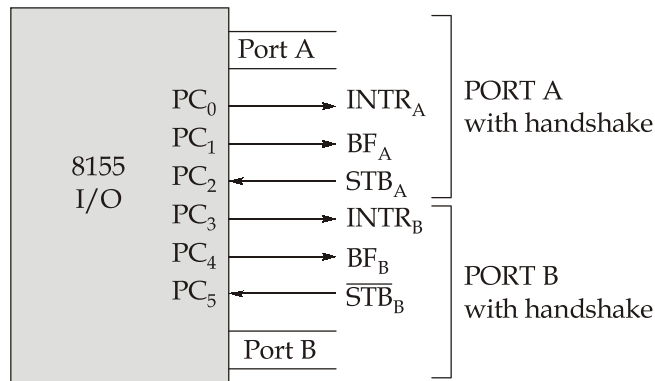 Port A
PC0 INTRA
PC1 BFA
PC2 STBA
PC3 INTRB
PC4 BFB
PC5 S̅T̅B̅B
Port B
8155
I/O
PORT A
with handshake
PORT B
with handshake